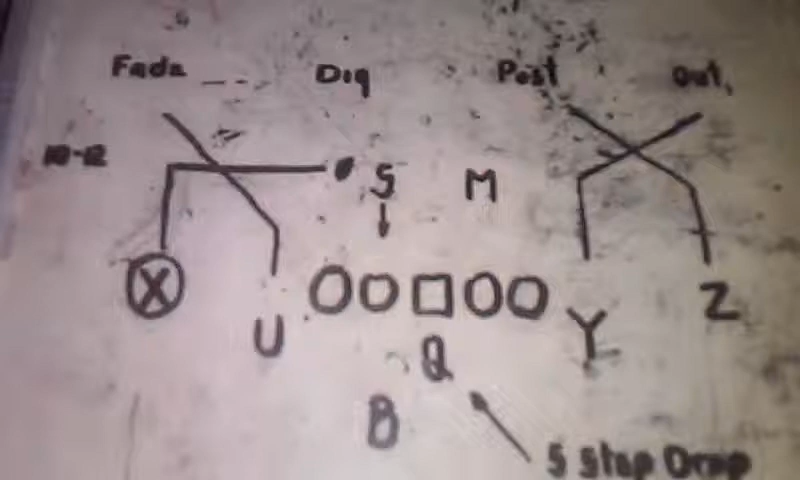 Fade Dig Post Out,
10-12
S M
X
U Y Z
Q
B
5 Step Drop